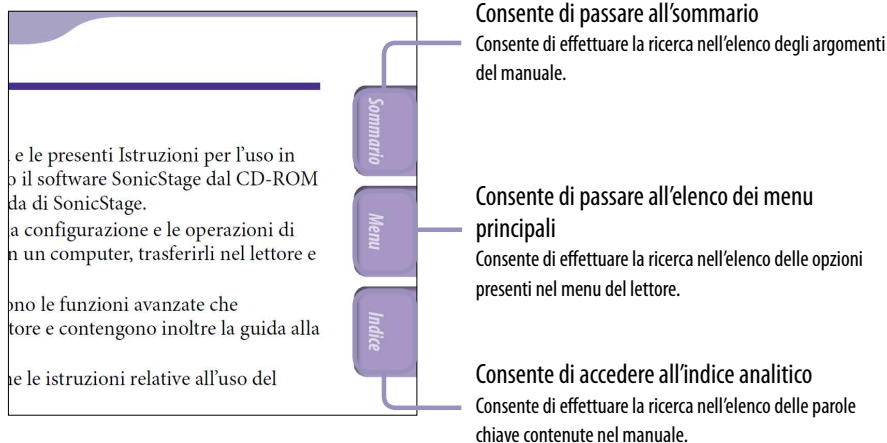 Consente di passare all'sommario
Consente di effettuare la ricerca nell'elenco degli argomenti
del manuale.
Sommario
e le presenti Istruzioni per l'uso in
o il software SonicStage dal CD-ROM
da di SonicStage.
a configurazione e le operazioni di
n un computer, trasferirli nel lettore e
ono le funzioni avanzate che
tore e contengono inoltre la guida alla
ne le istruzioni relative all'uso del
Menu
Consente di passare all'elenco dei menu
principali
Consente di effettuare la ricerca nell'elenco delle opzioni
presenti nel menu del lettore.
Indice
Consente di accedere all'indice analitico
Consente di effettuare la ricerca nell'elenco delle parole
chiave contenute nel manuale.